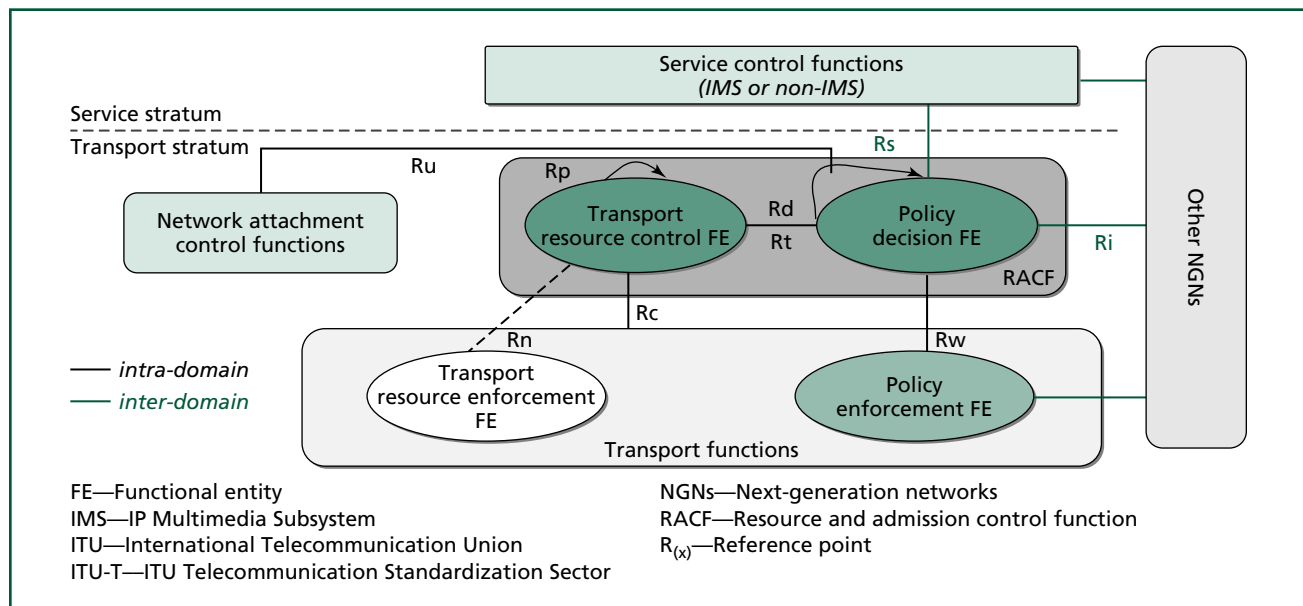 Service control functions
(IMS or non-IMS)
Service stratum
Transport stratum
Rs
Ru
Rp
Network attachment
control functions
Transport
resource control FE
Rd
Rt
Policy
decision FE
Ri
RACF
Other NGNs
Rc
Rn
Rw
intra-domain
inter-domain
Transport
resource enforcement
FE
Policy
enforcement FE
Transport functions
FE—Functional entity
IMS—IP Multimedia Subsystem
ITU—International Telecommunication Union
ITU-T—ITU Telecommunication Standardization Sector
NGNs—Next-generation networks
RACF—Resource and admission control function
R(x)—Reference point